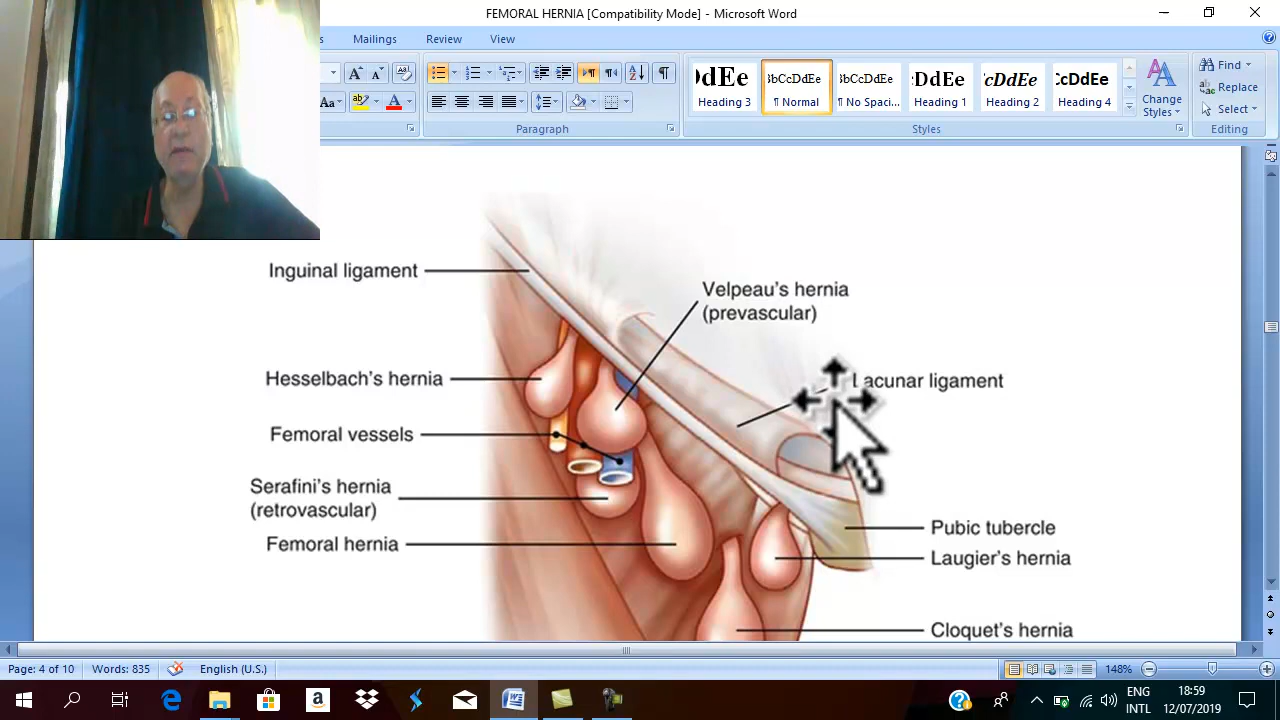 FEMORAL HERNIA [Compatibility Mode] - Microsoft Word
Mailings
Review
View
Aa
A
Heading 3
¶ Normal
¶ No Spaci...
Heading 1
Heading 2
Heading 4
Change
Styles
Find
Replace
Select
Paragraph
Styles
Editing
Inguinal ligament
Velpeau's hernia
(prevascular)
Hesselbach's hernia
Lacunar ligament
Femoral vessels
Serafini's hernia
(retrovascular)
Femoral hernia
Pubic tubercle
Laugier's hernia
Cloquet's hernia
Page: 4 of 10
Words: 835
English (U.S.)
148%
ENG
INTL
18:59
12/07/2019